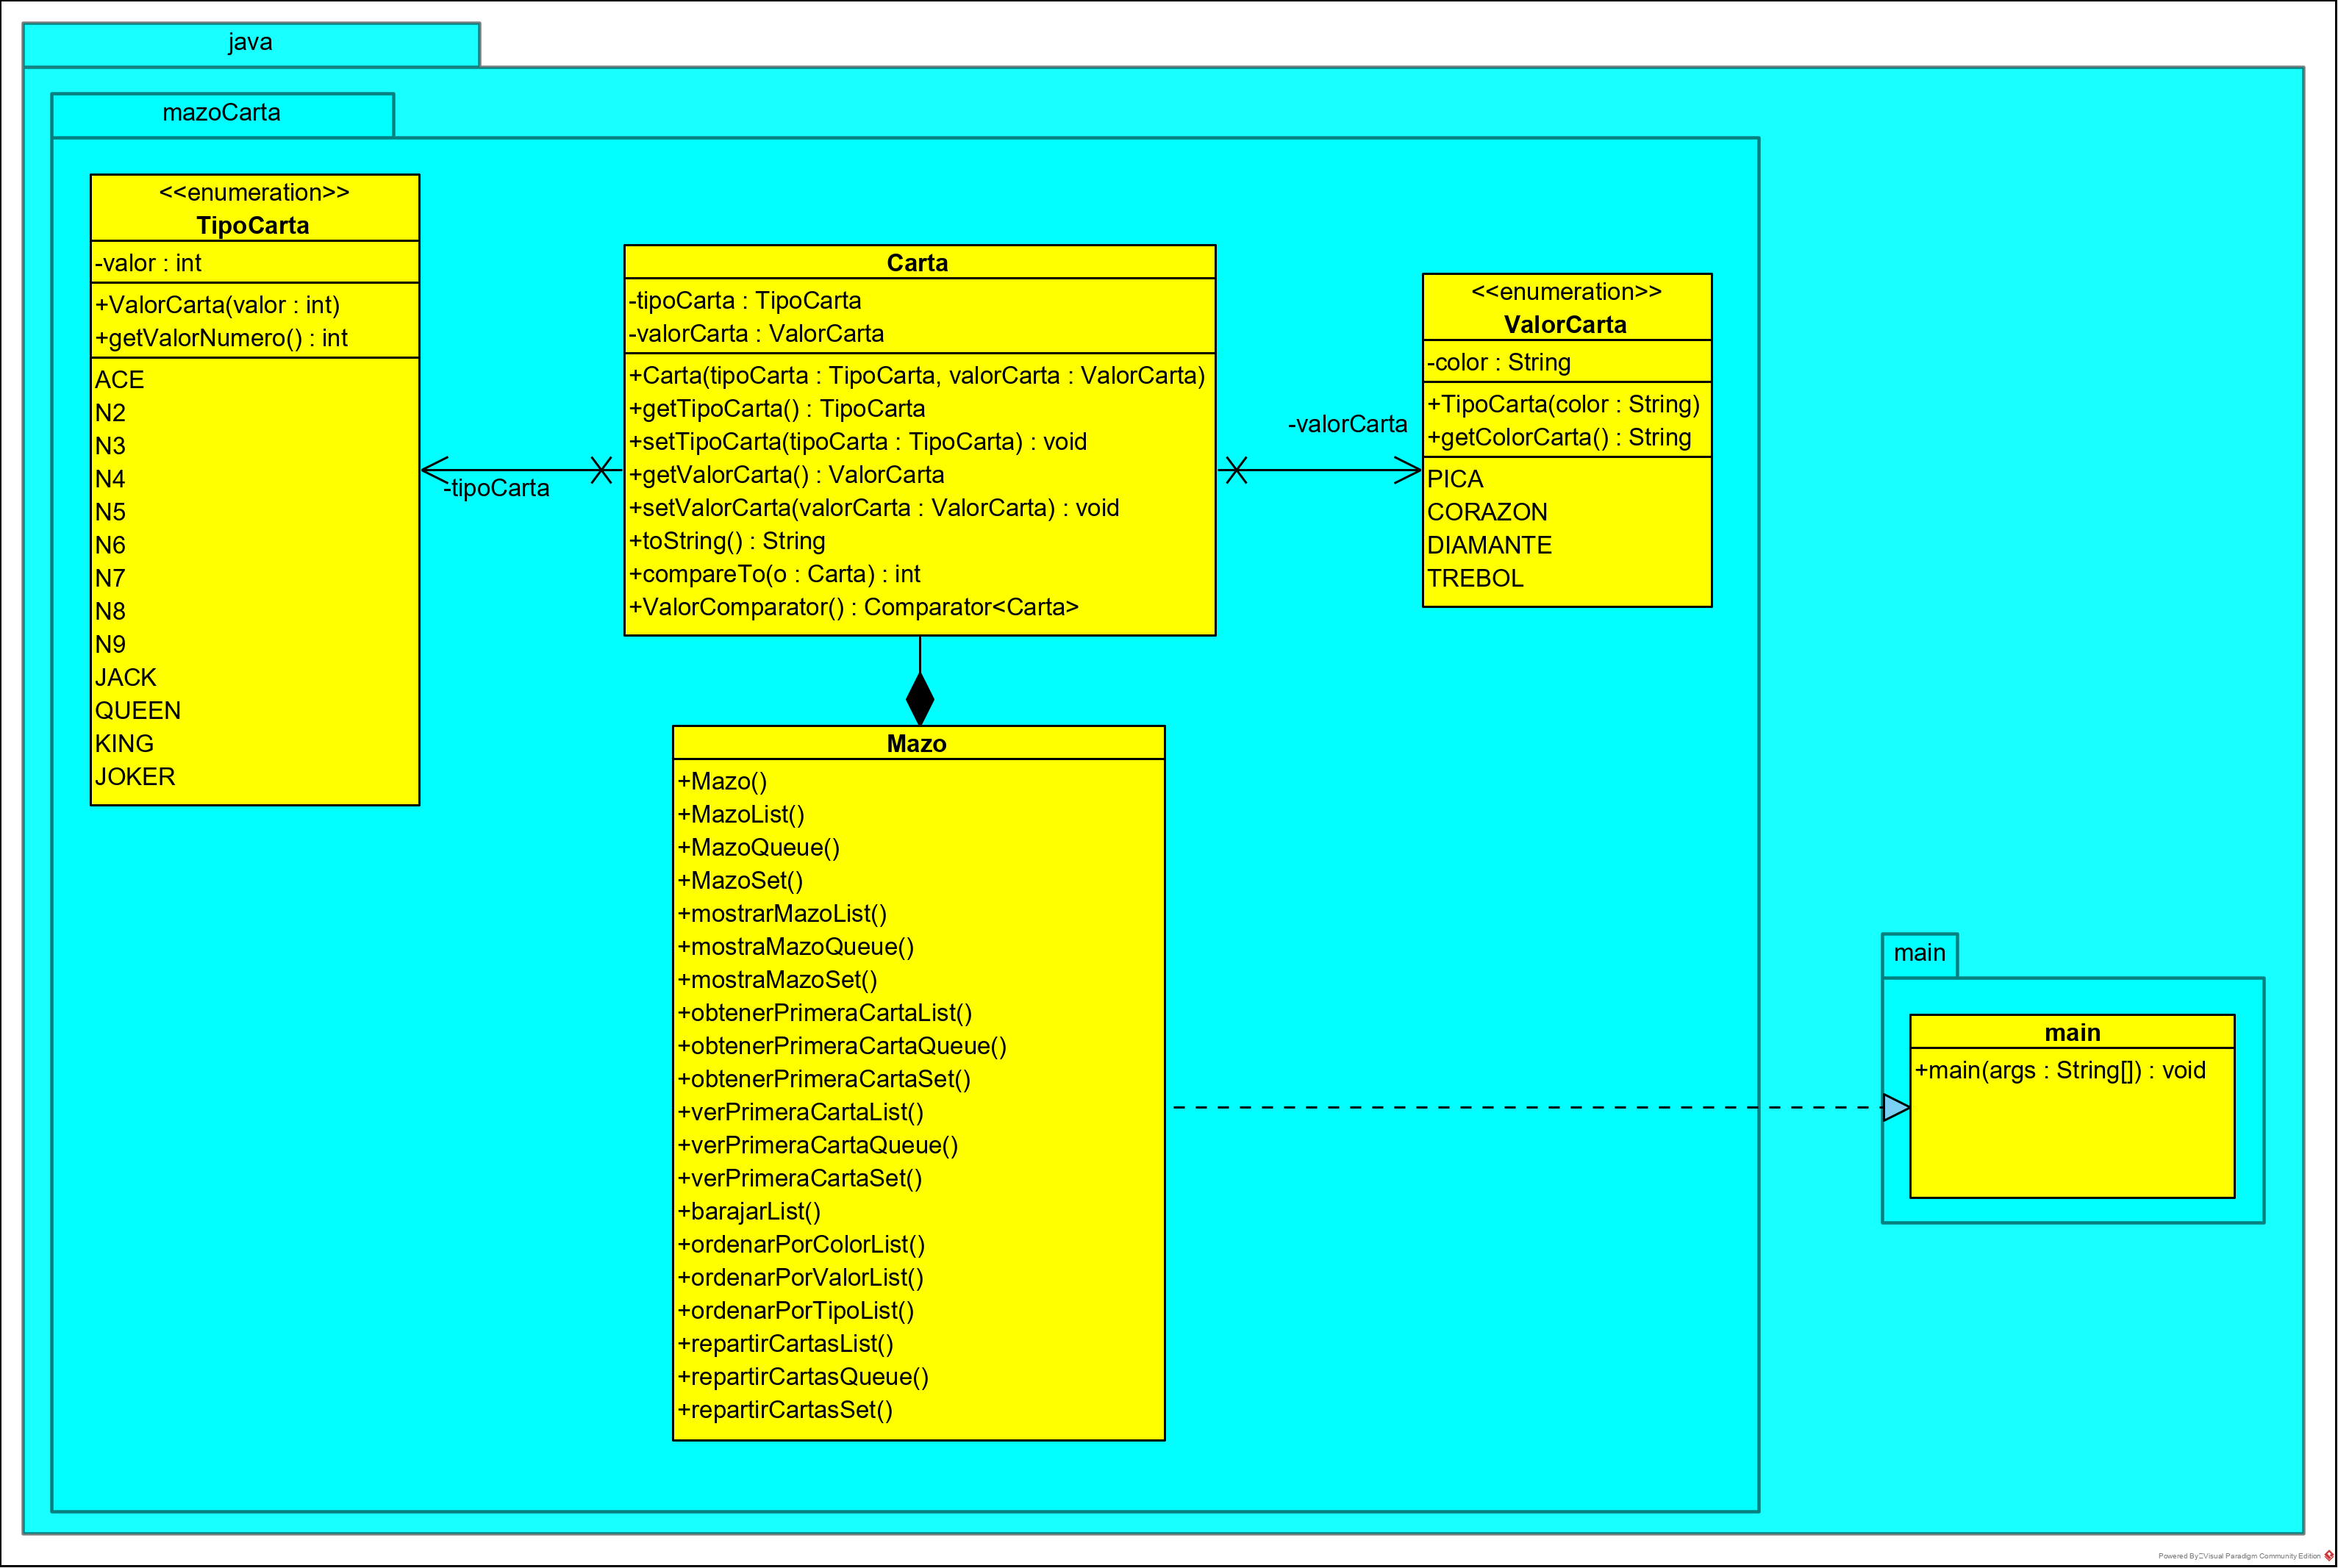 java
mazoCarta
<<enumeration>>
TipoCarta
-valor : int
+ValorCarta(valor : int)
+getValorNumero() : int
ACE
N2
N3
N4
N5
N6
N7
N8
N9
JACK
QUEEN
KING
JOKER
-tipoCarta
Carta
-tipoCarta : TipoCarta
-valorCarta : ValorCarta
+Carta(tipoCarta : TipoCarta, valorCarta : ValorCarta)
+getTipoCarta() : TipoCarta
+setTipoCarta(tipoCarta : TipoCarta) : void
+getValorCarta() : ValorCarta
+setValorCarta(valorCarta : ValorCarta) : void
+toString() : String
+compareTo(o : Carta) : int
+ValorComparator() : Comparator<Carta>
-valorCarta
<<enumeration>>
ValorCarta
-color : String
+TipoCarta(color : String)
+getColorCarta() : String
PICA
CORAZON
DIAMANTE
TREBOL
Mazo
+Mazo()
+MazoList()
+MazoQueue()
+MazoSet()
+mostrarMazoList()
+mostraMazoQueue()
+mostraMazoSet()
+obtenerPrimeraCartaList()
+obtenerPrimeraCartaQueue()
+obtenerPrimeraCartaSet()
+verPrimeraCartaList()
+verPrimeraCartaQueue()
+verPrimeraCartaSet()
+barajarList()
+ordenarPorColorList()
+ordenarPorValorList()
+ordenarPorTipoList()
+repartirCartasList()
+repartirCartasQueue()
+repartirCartasSet()
main
main
+main(args : String[]) : void
Powered By Visual Paradigm Community Edition